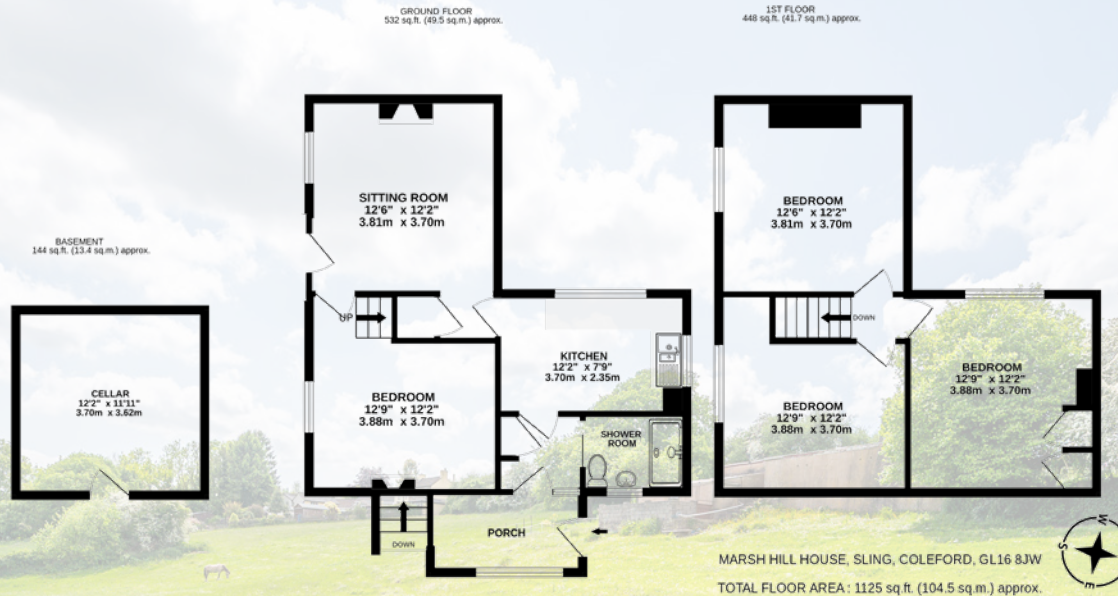 GROUND FLOOR
532 sq.ft. (49.5 sq.m.) approx.
1ST FLOOR
448 sq.ft. (41.7 sq.m.) approx.
BASEMENT
144 sq.ft. (13.4 sq.m.) approx.
SITTING ROOM
12'6" x 12'2"
3.81m x 3.70m
BEDROOM
12'6" x 12'2"
3.81m x 3.70m
UP
DOWN
KITCHEN
12'2" x 7'9"
3.70m x 2.35m
BEDROOM
12'9" x 12'2"
3.88m x 3.70m
CELLAR
12'2" x 11'11"
3.70m x 3.62m
BEDROOM
12'9" x 12'2"
3.88m x 3.70m
BEDROOM
12'9" x 12'2"
3.88m x 3.70m
SHOWER
ROOM
PORCH
DOWN
MARSH HILL HOUSE, SLING, COLEFORD, GL16 8JW
TOTAL FLOOR AREA : 1125 sq.ft. (104.5 sq.m.) approx.
W
S
E